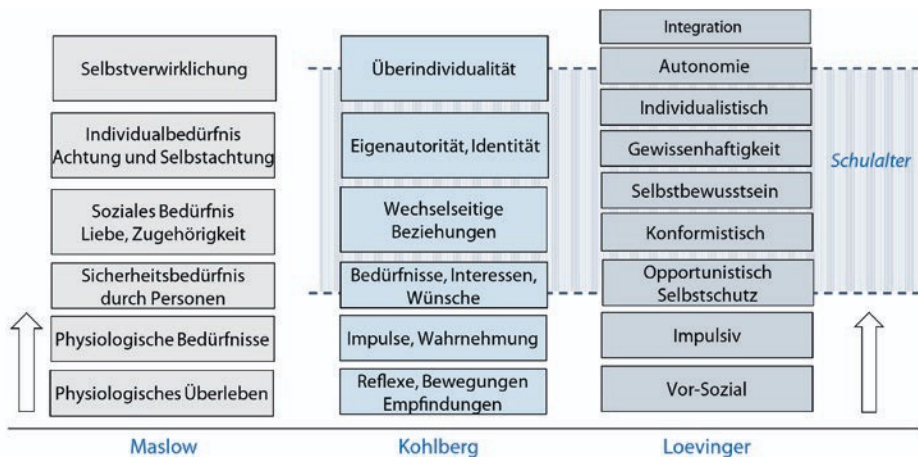 Selbstverwirklichung
Individualbedürfnis
Achtung und Selbstachtung
Soziales Bedürfnis
Liebe, Zugehörigkeit
Sicherheitsbedürfnis
durch Personen
Physiologische Bedürfnisse
Physiologisches Überleben
Maslow
Überindividualität
Eigenautorität, Identität
Wechselseitige
Beziehungen
Bedürfnisse, Interessen,
Wünsche
Impulse, Wahrnehmung
Reflexe, Bewegungen
Empfindungen
Kohlberg
Integration
Autonomie
Individualistisch
Gewissenhaftigkeit
Selbstbewusstsein
Konformistisch
Opportunistisch
Selbstschutz
Impulsiv
Vor-Sozial
Loevinger
Schulalter